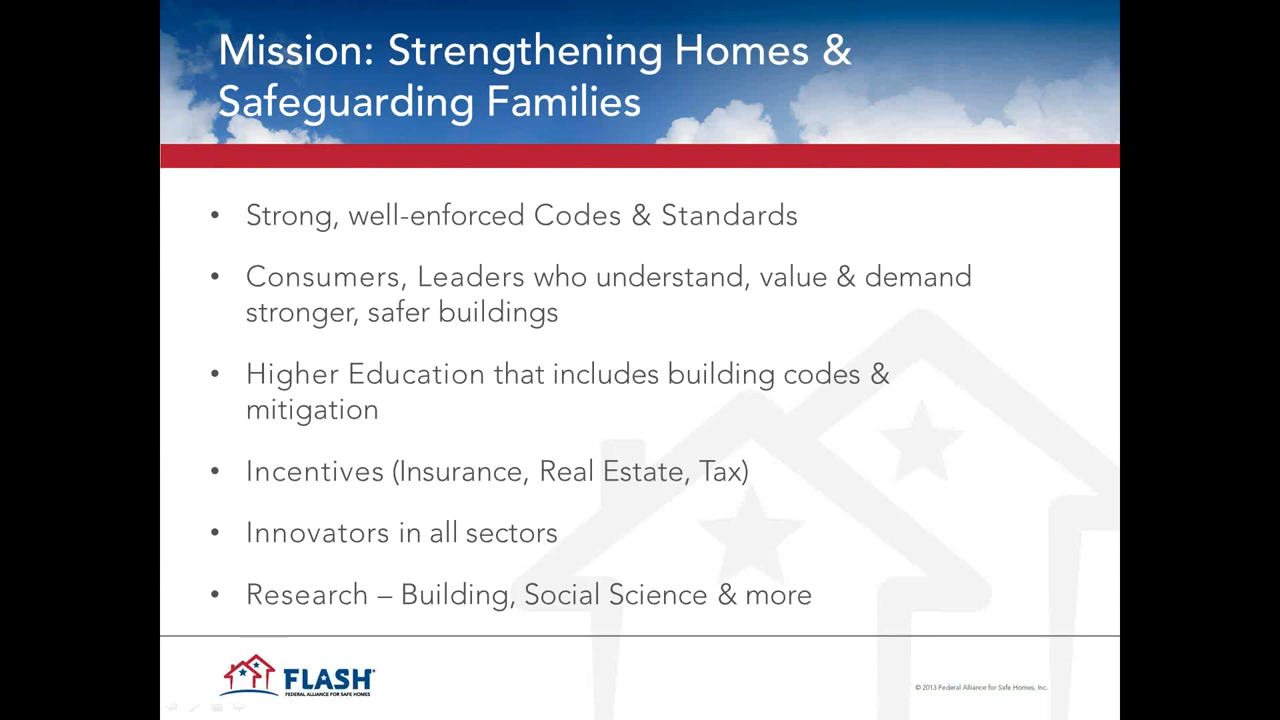 Mission: Strengthening Homes &
Safeguarding Families
• Strong, well-enforced Codes & Standards
• Consumers, Leaders who understand, value & demand
stronger, safer buildings
• Higher Education that includes building codes &
mitigation
• Incentives (Insurance, Real Estate, Tax)
• Innovators in all sectors
• Research – Building, Social Science & more
FLASH®
FEDERAL ALLIANCE FOR SAFE HOMES
© 2013 Federal Alliance for Safe Homes, Inc.